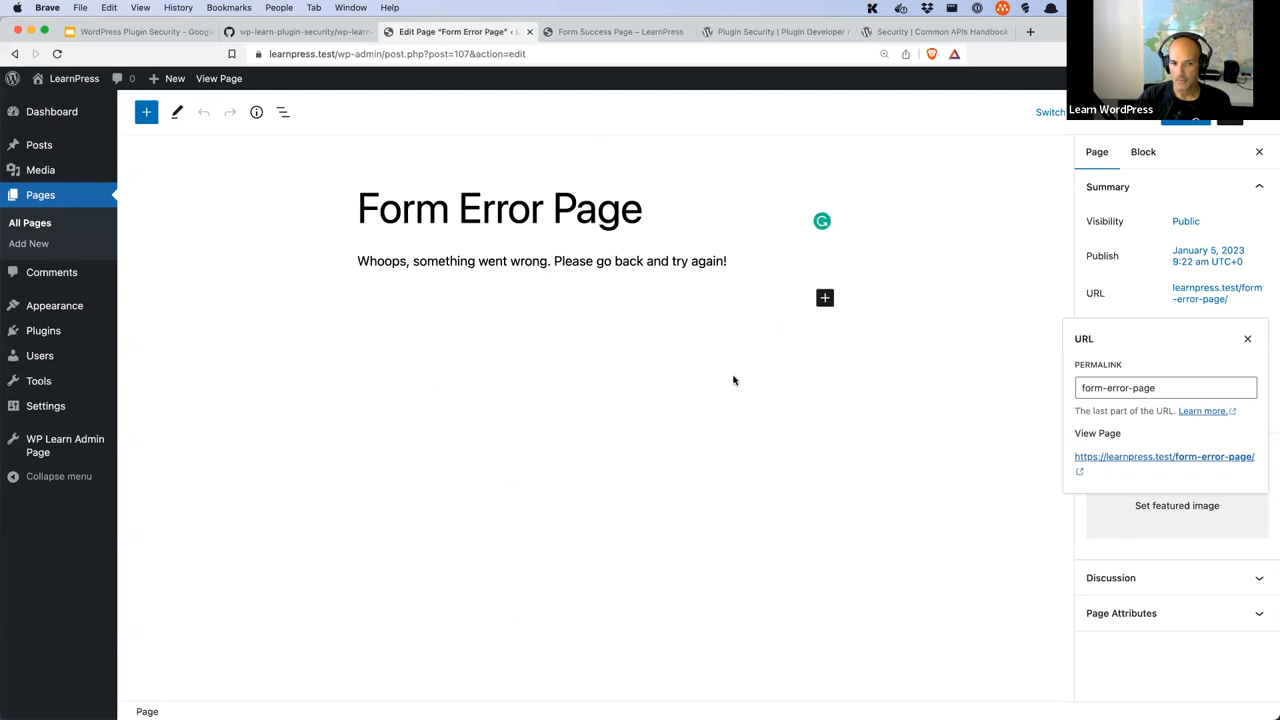 Brave File Edit View History Bookmarks People Tab Window Help
WordPress Plugin Security - Googl
wp-learn-plugin-security/wp-learn-
Edit Page “Form Error Page” ‹ L
Form Success Page – LearnPress
Plugin Security | Plugin Developer
Security | Common APIs Handbook
learnpress.test/wp-admin/post.php?post=107&action=edit
LearnPress 0 New View Page
Learn WordPress
Dashboard
Posts
Media
Pages
All Pages
Add New
Comments
Appearance
Plugins
Users
Tools
Settings
WP Learn Admin
Page
Collapse menu
Switch
Form Error Page
Whoops, something went wrong. Please go back and try again!
Page Block
Summary
Visibility Public
Publish January 5, 2023
9:22 am UTC+0
URL learnpress.test/form
-error-page/
URL
PERMALINK
form-error-page
The last part of the URL. Learn more.
View Page
https://learnpress.test/form-error-page/
Set featured image
Discussion
Page Attributes
Page